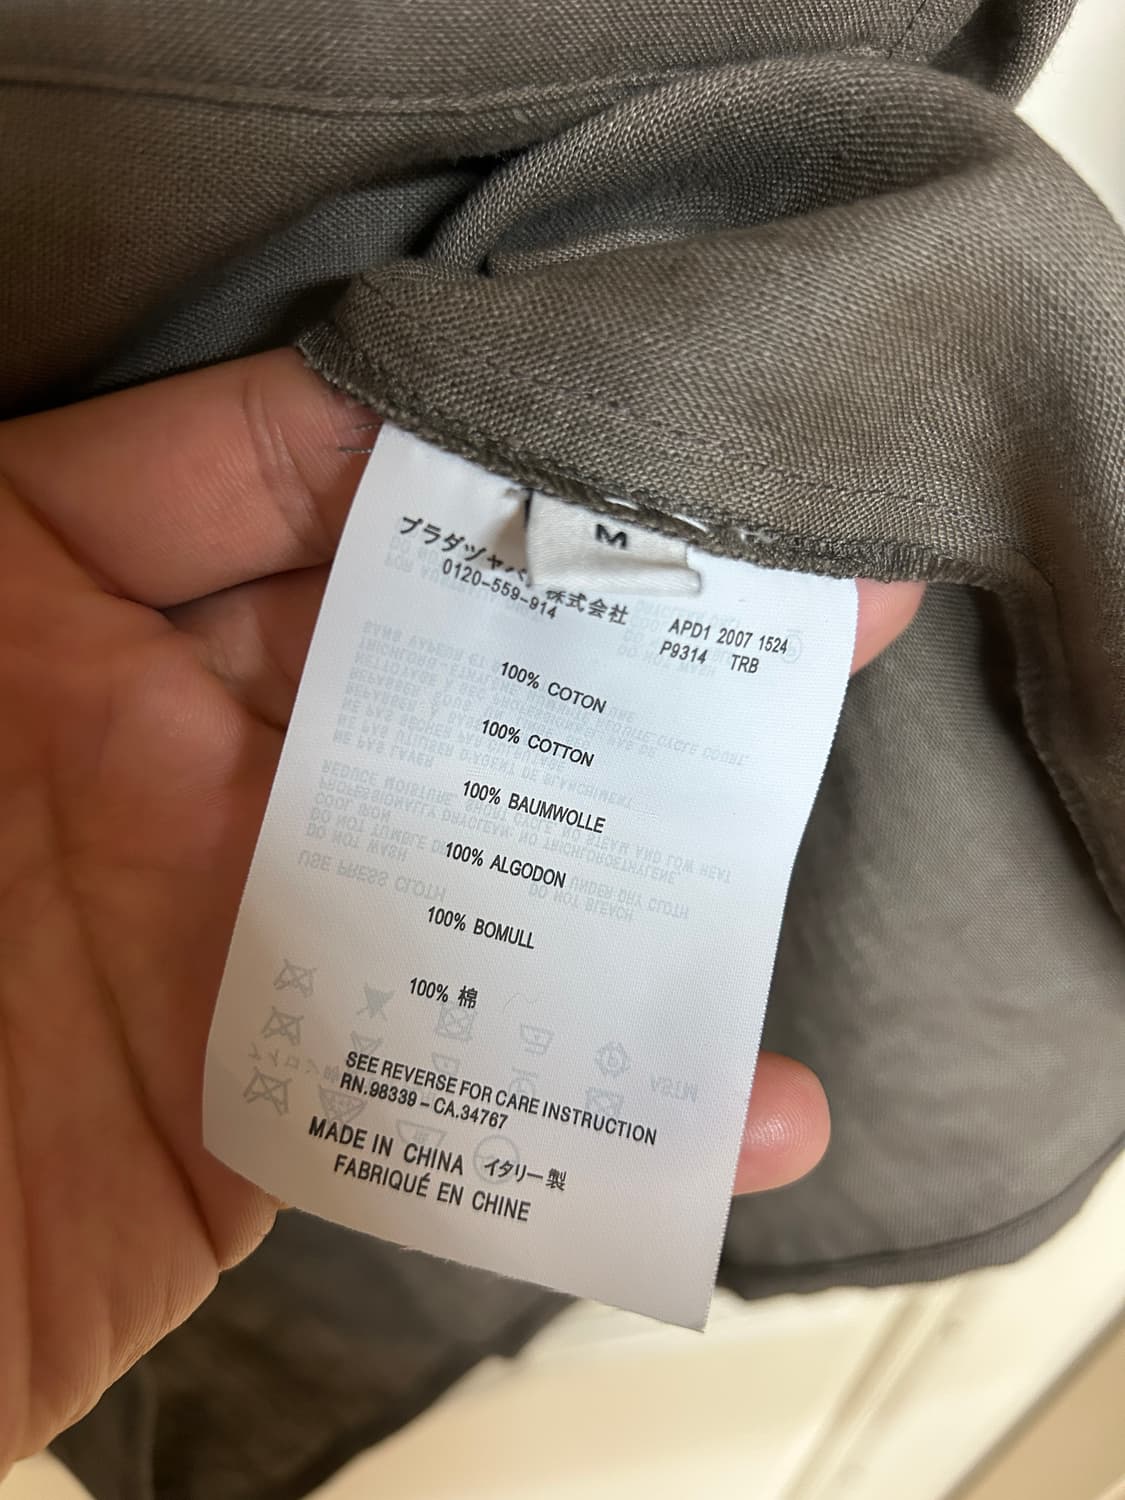 M
プラダジャパン株式会社
0120-559-914
APD1 2007 1524
P9314 TRB
100% COTON
100% COTTON
100% BAUMWOLLE
100% ALGODON
100% BOMULL
100% 棉
SEE REVERSE FOR CARE INSTRUCTION
RN.98339-CA.34767
MADE IN CHINA イタリー製
FABRIQUÉ EN CHINE